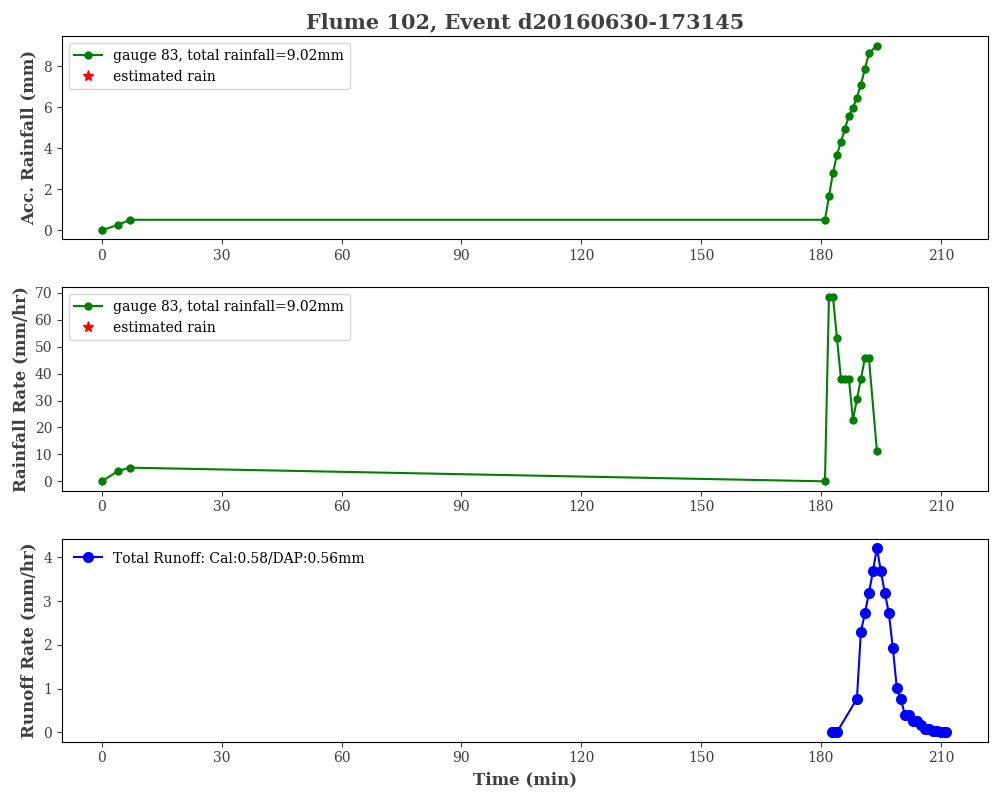 Flume 102, Event d20160630-173145
Acc. Rainfall (mm)
gauge 83, total rainfall=9.02mm
estimated rain
8
6
4
2
0
0 30 60 90 120 150 180 210
Rainfall Rate (mm/hr)
gauge 83, total rainfall=9.02mm
estimated rain
70
60
50
40
30
20
10
0
0 30 60 90 120 150 180 210
Runoff Rate (mm/hr)
Total Runoff: Cal:0.58/DAP:0.56mm
4
3
2
1
0
0 30 60 90 120 150 180 210
Time (min)